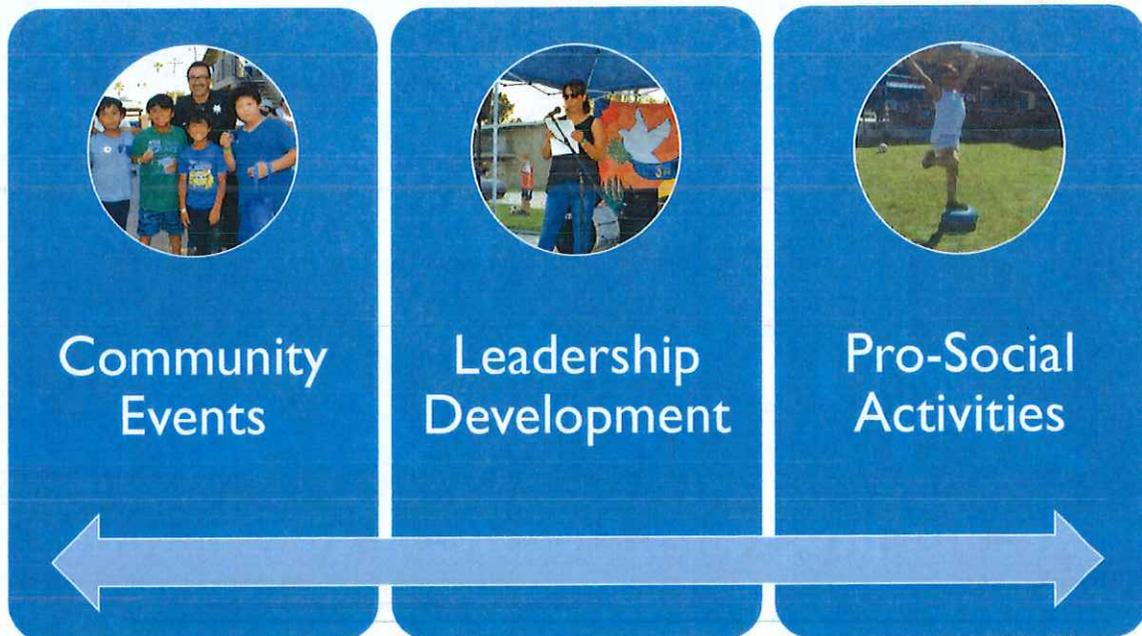 Community
Events
Leadership
Development
Pro-Social
Activities